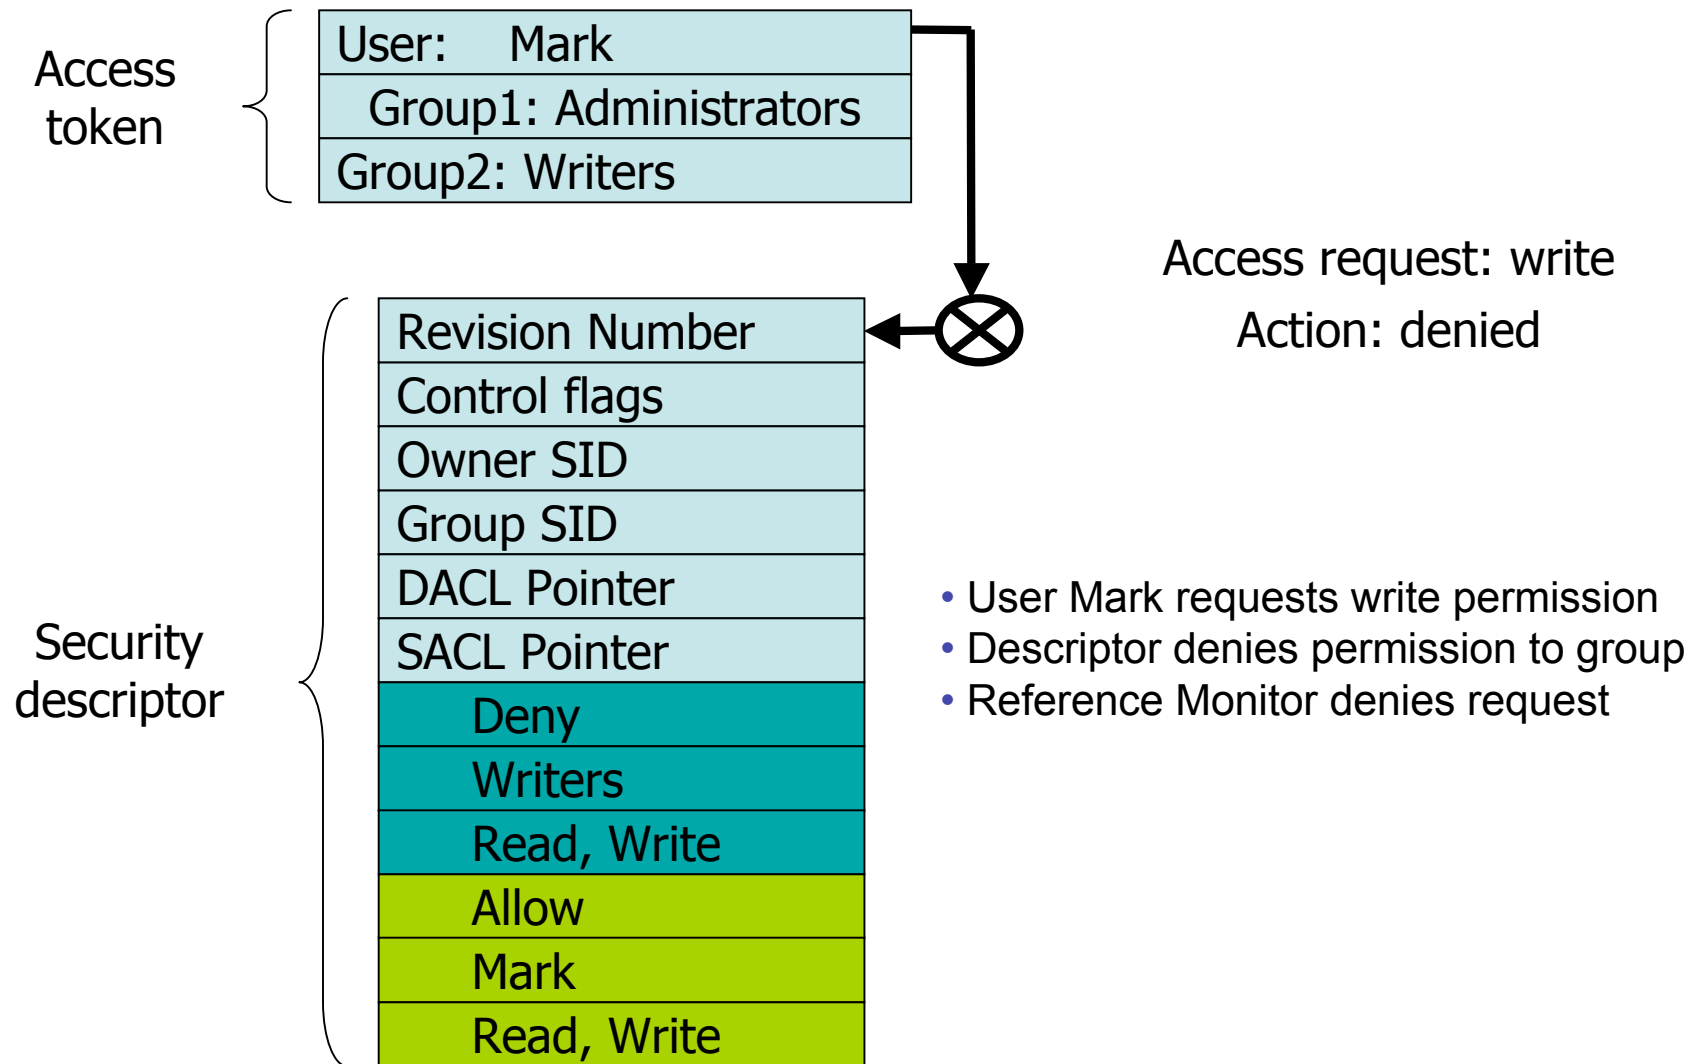 Access
token
User: Mark
Group1: Administrators
Group2: Writers
Access request: write
Action: denied
Security
descriptor
Revision Number
Control flags
Owner SID
Group SID
DACL Pointer
SACL Pointer
Deny
Writers
Read, Write
Allow
Mark
Read, Write
• User Mark requests write permission
• Descriptor denies permission to group
• Reference Monitor denies request